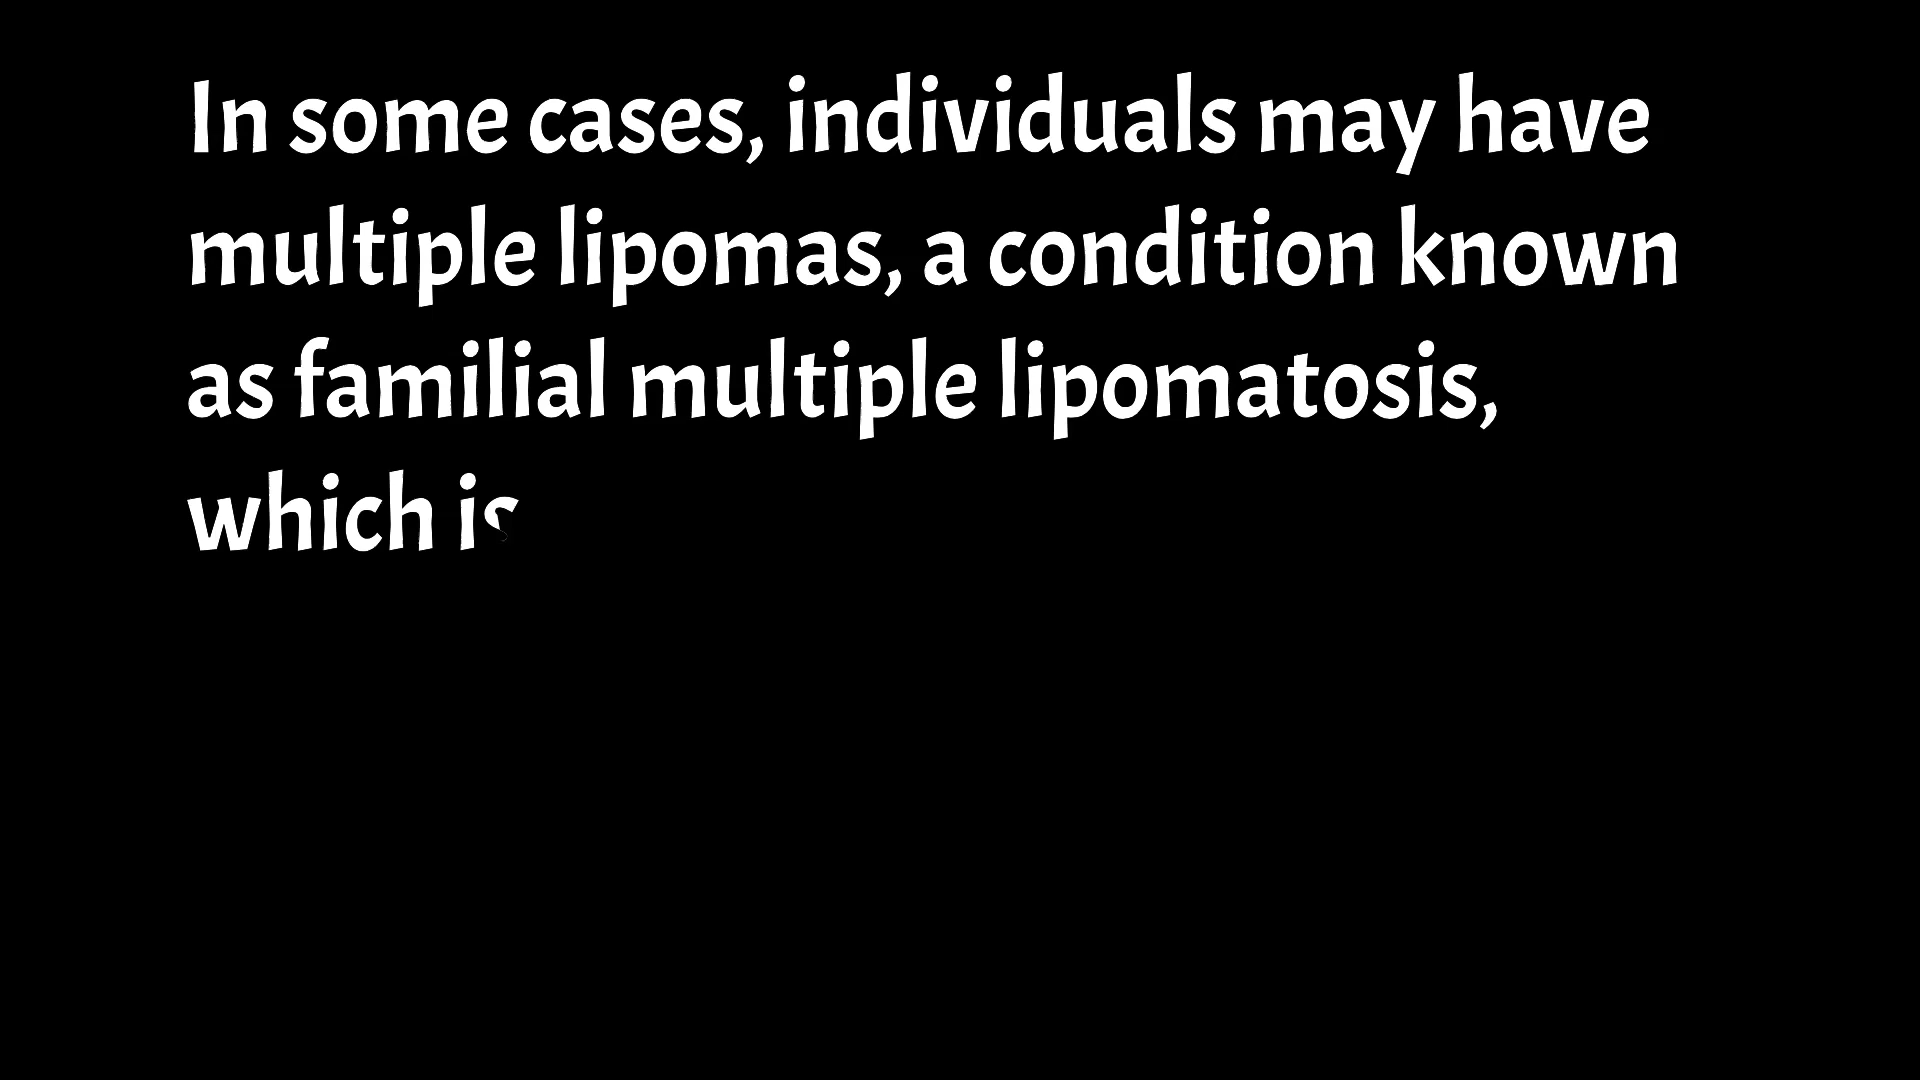 In some cases, individuals may have
multiple lipomas, a condition known
as familial multiple lipomatosis,
which is